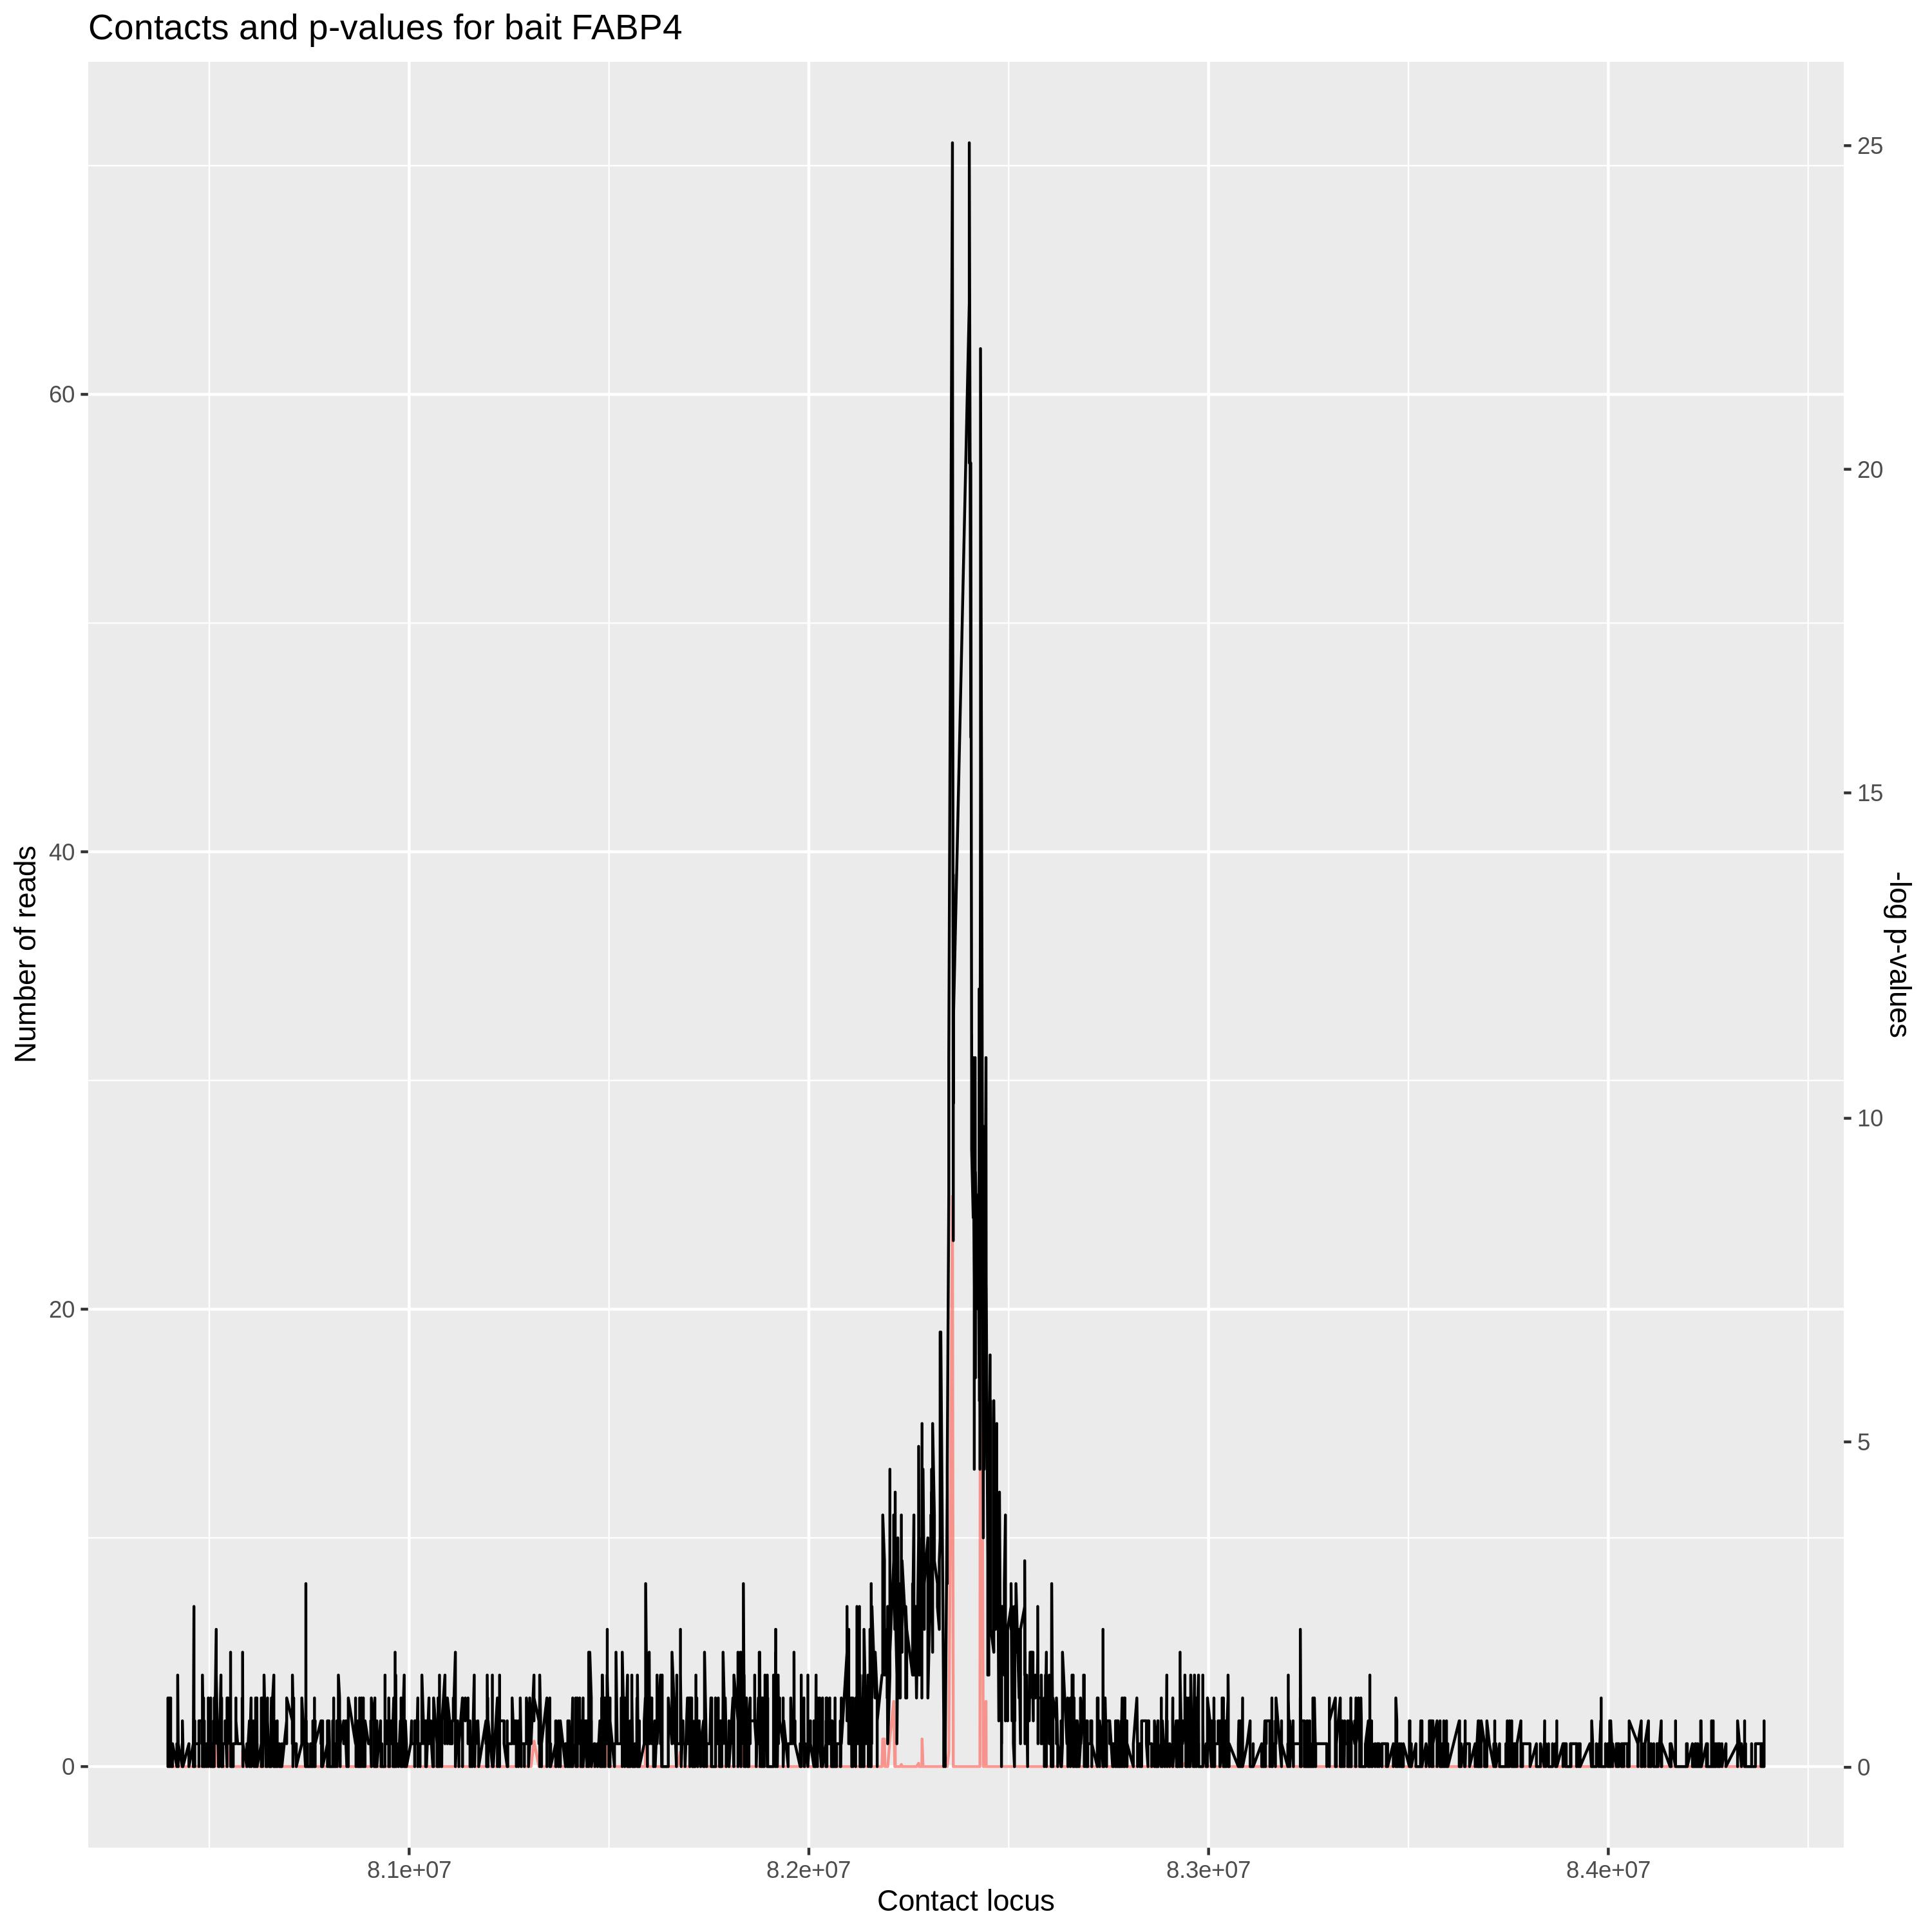 Contacts and p-values for bait FABP4
Number of reads
60
40
20
0
25
20
15
10
5
0
-log p-values
8.1e+07
8.2e+07
8.3e+07
8.4e+07
Contact locus